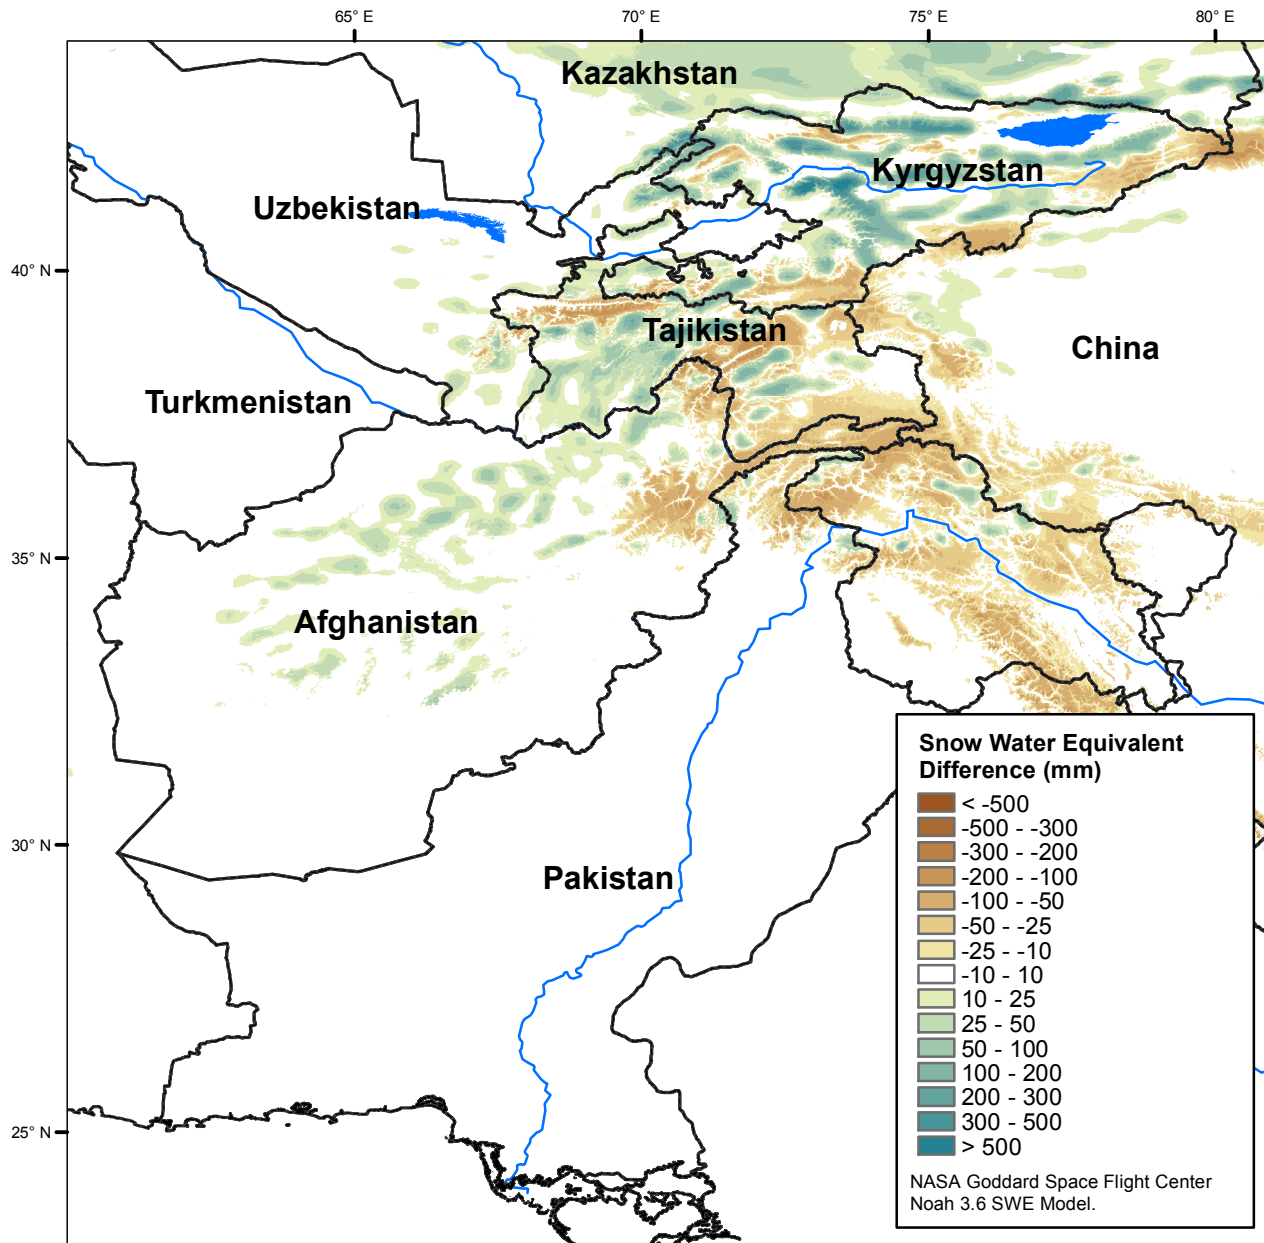 65° E 70° E 75° E 80° E
Kazakhstan
Kyrgyzstan
Uzbekistan
40° N
Tajikistan
China
Turkmenistan
35° N
Afghanistan
Snow Water Equivalent
Difference (mm)
< -500
-500 - -300
-300 - -200
-200 - -100
-100 - -50
-50 - -25
-25 - -10
-10 - 10
10 - 25
25 - 50
50 - 100
100 - 200
200 - 300
300 - 500
> 500
NASA Goddard Space Flight Center
Noah 3.6 SWE Model.
30° N
Pakistan
25° N